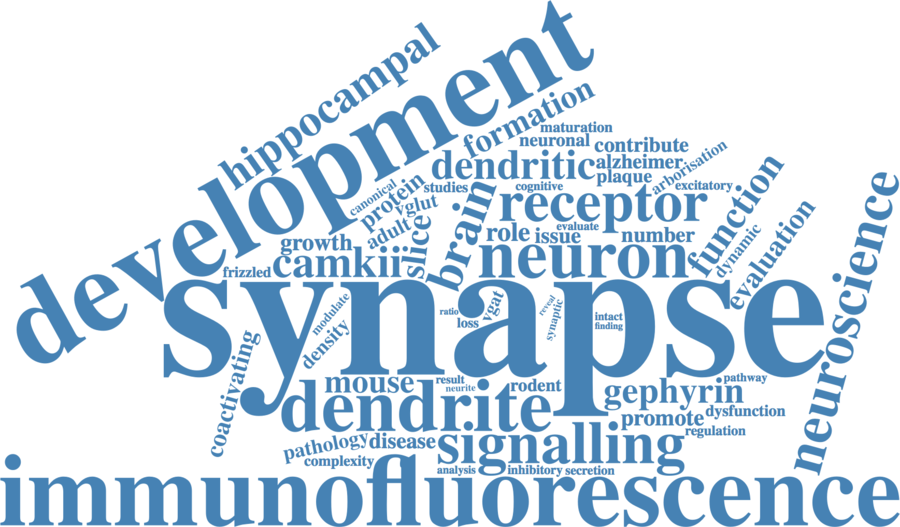 hippocampal
development
formation
maturation
neuronal
contribute
dendritic
alzheimer
arborisation
plaque
canonical
protein
studies
cognitive
excitatory
vglut
adult
slice
brain
receptor
function
evaluate
role
issue
number
dynamic
evaluation
neuroscience
growth
frizzled
camkii
neuron
synapse
modulate
density
ratio
loss
vgat
reveal
synaptic
intact
finding
coactivating
mouse
result
neurite
rodent
gephyrin
pathway
dendrite
promote
dysfunction
regulation
pathology
disease
signalling
complexity
analysis
inhibitory
secretion
immunofluorescence